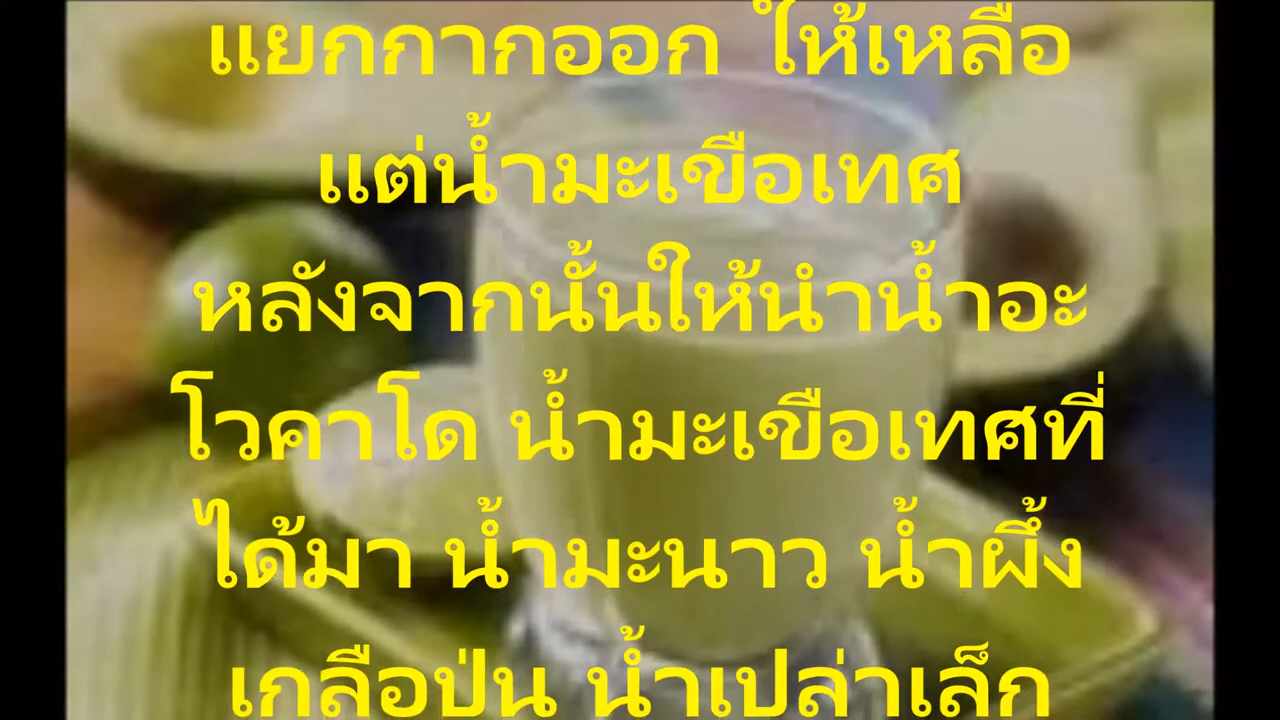 แยกกากออก ให้เหลือ
แต่น้ำมะเขือเทศ
หลังจากนั้นให้นำน้ำอะ
โวคาโด น้ำมะเขือเทศที่
ได้มา น้ำมะนาว น้ำผึ้ง
เกลือป่น น้ำเปล่าเล็ก